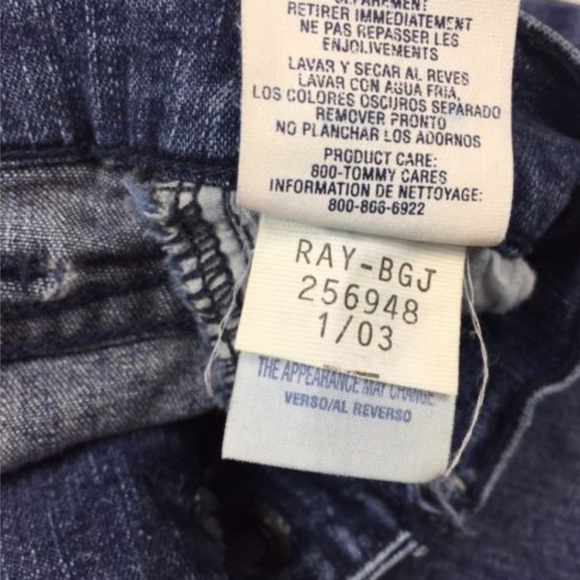 SÉPARÉMENT
RETIRER IMMEDIATEMENT
NE PAS REPASSER LES
ENJOLIVEMENTS
LAVAR Y SECAR AL REVES
LAVAR CON AGUA FRIA,
LOS COLORES OSCUROS SEPARADO
REMOVER PRONTO
NO PLANCHAR LOS ADORNOS
PRODUCT CARE:
800-TOMMY CARES
INFORMATION DE NETTOYAGE:
800-866-6922
RAY-BGJ
256948
1/03
THE APPEARANCE MAY CHANGE.
VERSO/AL REVERSO